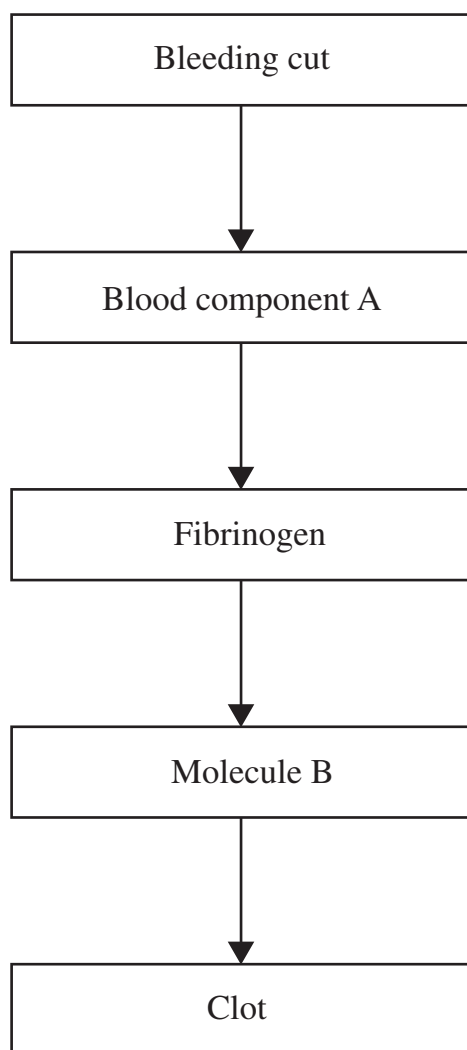 Bleeding cut
Blood component A
Fibrinogen
Molecule B
Clot